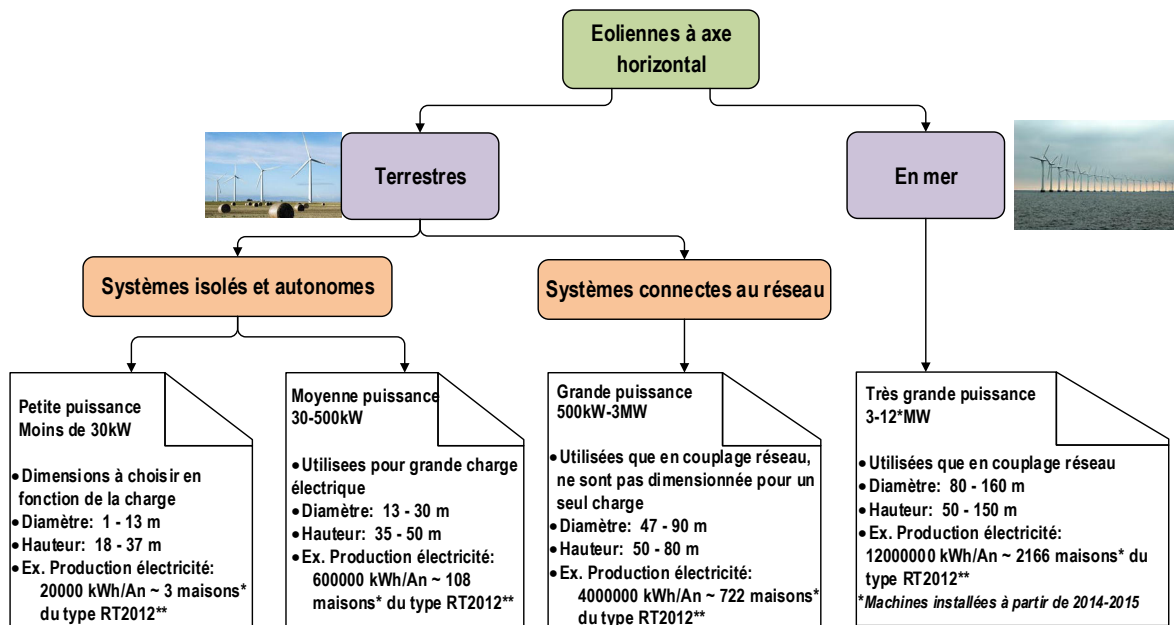 Eoliennes à axe
horizontal
Terrestres
En mer
Systèmes isolés et autonomes
Systèmes connectes au réseau
Petite puissance
Moins de 30kW
•Dimensions à choisir en
fonction de la charge
•Diamètre: 1 - 13 m
•Hauteur: 18 - 37 m
•Ex. Production électricité:
20000 kWh/An ~ 3 maisons*
du type RT2012**
Moyenne puissance
30-500kW
•Utilisees pour grande charge
électrique
•Diamètre: 13 - 30 m
•Hauteur: 35 - 50 m
•Ex. Production électricité:
600000 kWh/An ~ 108
maisons* du type RT2012**
Grande puissance
500kW-3MW
•Utilisées que en couplage réseau,
ne sont pas dimensionnée pour un
seul charge
•Diamètre: 47 - 90 m
•Hauteur: 50 - 80 m
•Ex. Production électricité:
4000000 kWh/An ~ 722 maisons*
du type RT2012**
Très grande puissance
3-12*MW
•Utilisées que en couplage réseau
•Diamètre: 80 - 160 m
•Hauteur: 50 - 150 m
•Ex. Production électricité:
12000000 kWh/An ~ 2166 maisons* du
type RT2012**
*Machines installées à partir de 2014-2015